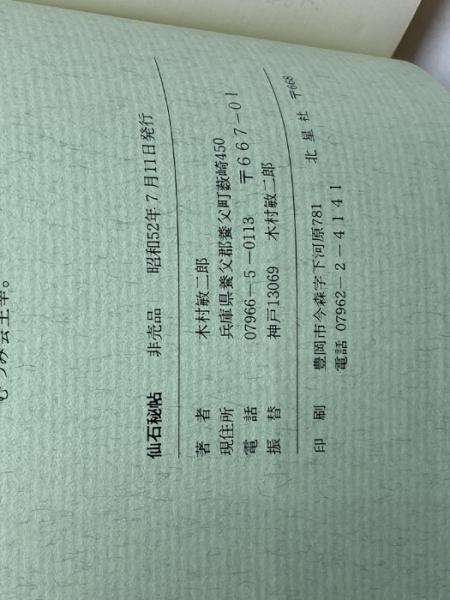 仙石秘帖　非売品　昭和52年7月11日発行
著者　木村敏二郎
現住所　兵庫県養父郡養父町薮崎450
電話　07966－5－0113　〒667－01
振替　神戸13069　木村敏二郎
印刷　豊岡市今森字下河原781　北星社　〒668
電話 07962－2－4141